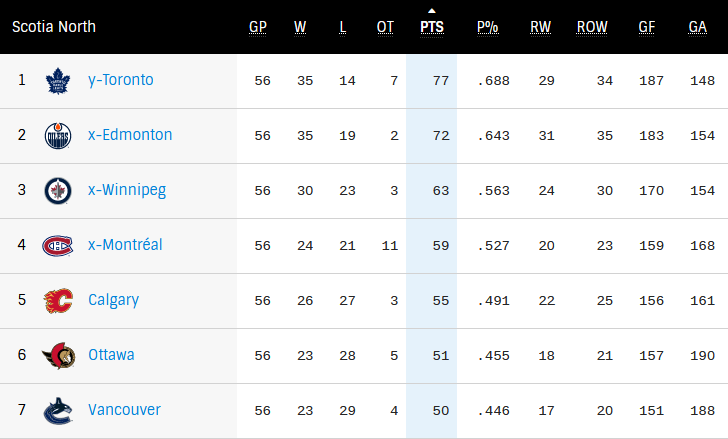 Scotia North GP W L OT PTS P% RW ROW GF GA
1 y-Toronto 56 35 14 7 77 .688 29 34 187 148
2 x-Edmonton 56 35 19 2 72 .643 31 35 183 154
3 x-Winnipeg 56 30 23 3 63 .563 24 30 170 154
4 x-Montréal 56 24 21 11 59 .527 20 23 159 168
5 Calgary 56 26 27 3 55 .491 22 25 156 161
6 Ottawa 56 23 28 5 51 .455 18 21 157 190
7 Vancouver 56 23 29 4 50 .446 17 20 151 188